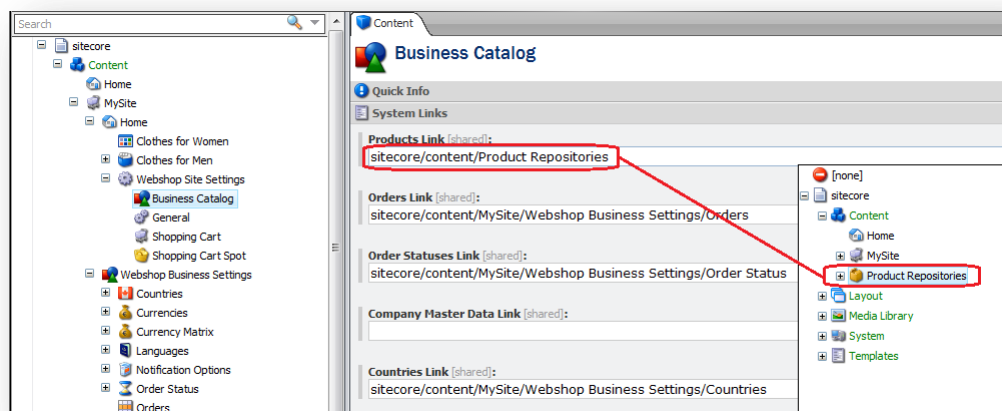 Search
sitecore
Content
Home
MySite
Home
Clothes for Women
Clothes for Men
Webshop Site Settings
Business Catalog
General
Shopping Cart
Shopping Cart Spot
Webshop Business Settings
Countries
Currencies
Currency Matrix
Languages
Notification Options
Order Status
Orders
Content
Business Catalog
Quick Info
System Links
Products Link [shared]:
sitecore/content/Product Repositories
Orders Link [shared]:
sitecore/content/MySite/Webshop Business Settings/Orders
Order Statuses Link [shared]:
sitecore/content/MySite/Webshop Business Settings/Order Status
Company Master Data Link [shared]:
Countries Link [shared]:
sitecore/content/MySite/Webshop Business Settings/Countries
[none]
sitecore
Content
Home
MySite
Product Repositories
Layout
Media Library
System
Templates